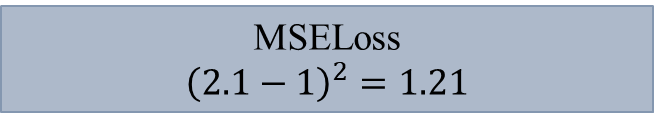 MSELoss
(2.1 − 1)² = 1.21